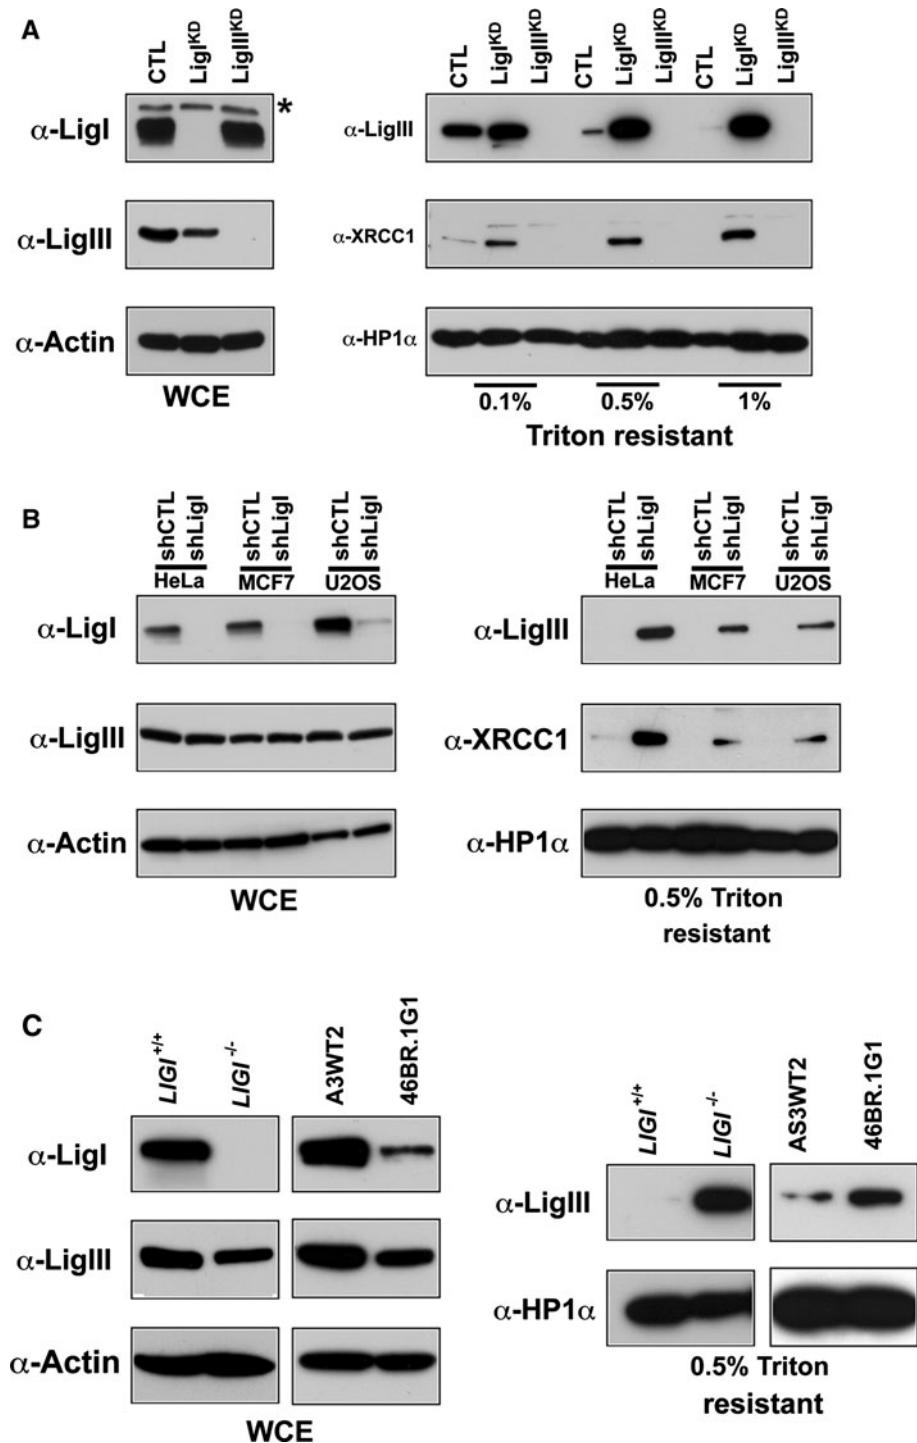 A
CTL LigI^KD LigIII^KD
*
α-LigI
α-LigIII
α-Actin
WCE
CTL LigI^KD LigIII^KD CTL LigI^KD LigIII^KD CTL LigI^KD LigIII^KD
α-LigIII
α-XRCC1
α-HP1α
0.1% 0.5% 1%
Triton resistant
B
shCTL shLigI shCTL shLigI shCTL shLigI
HeLa MCF7 U2OS
α-LigI
α-LigIII
α-Actin
WCE
shCTL shLigI shCTL shLigI shCTL shLigI
HeLa MCF7 U2OS
α-LigIII
α-XRCC1
α-HP1α
0.5% Triton
resistant
C
LIGI^+/+ LIGI^-/- A3WT2 46BR.1G1
α-LigI
α-LigIII
α-Actin
WCE
LIGI^+/+ LIGI^-/- AS3WT2 46BR.1G1
α-LigIII
α-HP1α
0.5% Triton
resistant